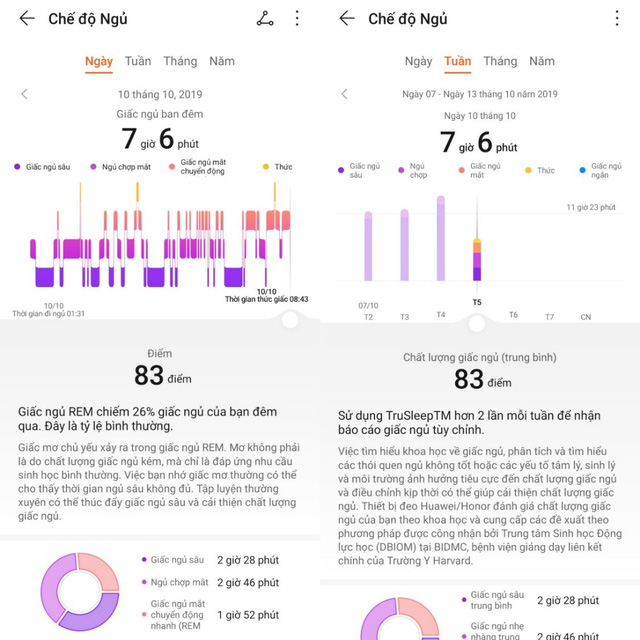 Chế độ Ngủ
Ngày Tuần Tháng Năm
10 tháng 10, 2019
Giấc ngủ ban đêm
7 giờ 6 phút
Giấc ngủ sâu
Ngủ chợp mắt
Giấc ngủ mắt
chuyển động
Thức
10/10
Thời gian đi ngủ 01:31
10/10
Thời gian thức giấc 08:43
Điểm
83 điểm
Giấc ngủ REM chiếm 26% giấc ngủ của bạn đêm
qua. Đây là tỷ lệ bình thường.
Giấc mơ chủ yếu xảy ra trong giấc ngủ REM. Mơ không phải
là do chất lượng giấc ngủ kém, mà chỉ là đáp ứng nhu cầu
sinh học bình thường. Việc bạn nhớ giấc mơ thường có thể
cho thấy thời gian ngủ sâu không đủ. Tập luyện thường
xuyên có thể thúc đẩy giấc ngủ sâu và cải thiện chất lượng
giấc ngủ.
Giấc ngủ sâu 2 giờ 28 phút
Ngủ chợp mắt 2 giờ 46 phút
Giấc ngủ mắt
chuyển động
nhanh (REM
1 giờ 52 phút
Chế độ Ngủ
Ngày Tuần Tháng Năm
Ngày 07 - Ngày 13 tháng 10 năm 2019
Ngày 10 tháng 10
7 giờ 6 phút
Giấc ngủ
sâu
Ngủ
chợp
Giấc ngủ
mắt
Thức
Giấc ngủ
ngắn
11 giờ 23 phút
07/10
T2 T3 T4 T5 T6 T7 CN
Chất lượng giấc ngủ (trung bình)
83 điểm
Sử dụng TruSleepTM hơn 2 lần mỗi tuần để nhận
báo cáo giấc ngủ tùy chỉnh.
Việc tìm hiểu khoa học về giấc ngủ, phân tích và tìm hiểu
các thói quen ngủ không tốt hoặc các yếu tố tâm lý, sinh lý
và môi trường ảnh hưởng tiêu cực đến chất lượng giấc ngủ
và điều chỉnh kịp thời có thể giúp cải thiện chất lượng giấc
ngủ. Thiết bị đeo Huawei/Honor đánh giá chất lượng giấc
ngủ của bạn theo khoa học và cung cấp các đề xuất theo
phương pháp được công nhận bởi Trung tâm Sinh học Động
lực học (DBIOM) tại BIDMC, bệnh viện giảng dạy liên kết
chính của Trường Y Harvard.
Giấc ngủ sâu
trung bình
2 giờ 28 phút
Giấc ngủ nhẹ
nhàng trung
2 giờ 46 phút